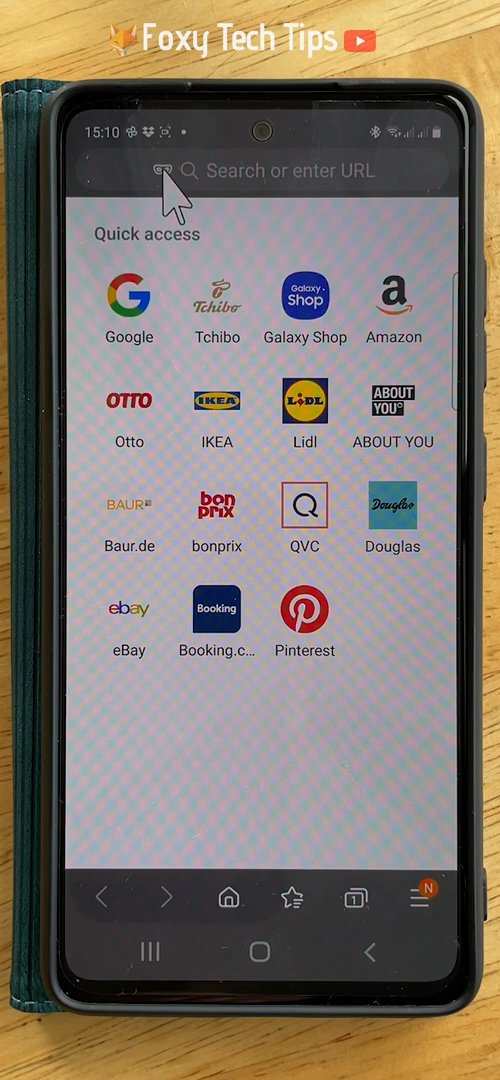 Foxy Tech Tips
15:10
Search or enter URL
Quick access
G Tchibo Galaxy Shop a
Google Tchibo Galaxy Shop Amazon
OTTO IKEA LIDL ABOUT YOU°
Otto IKEA Lidl ABOUT YOU
BAUR bon prix Q Douglas
Baur.de bonprix QVC Douglas
ebay Booking
eBay Booking.c... Pinterest
1 N